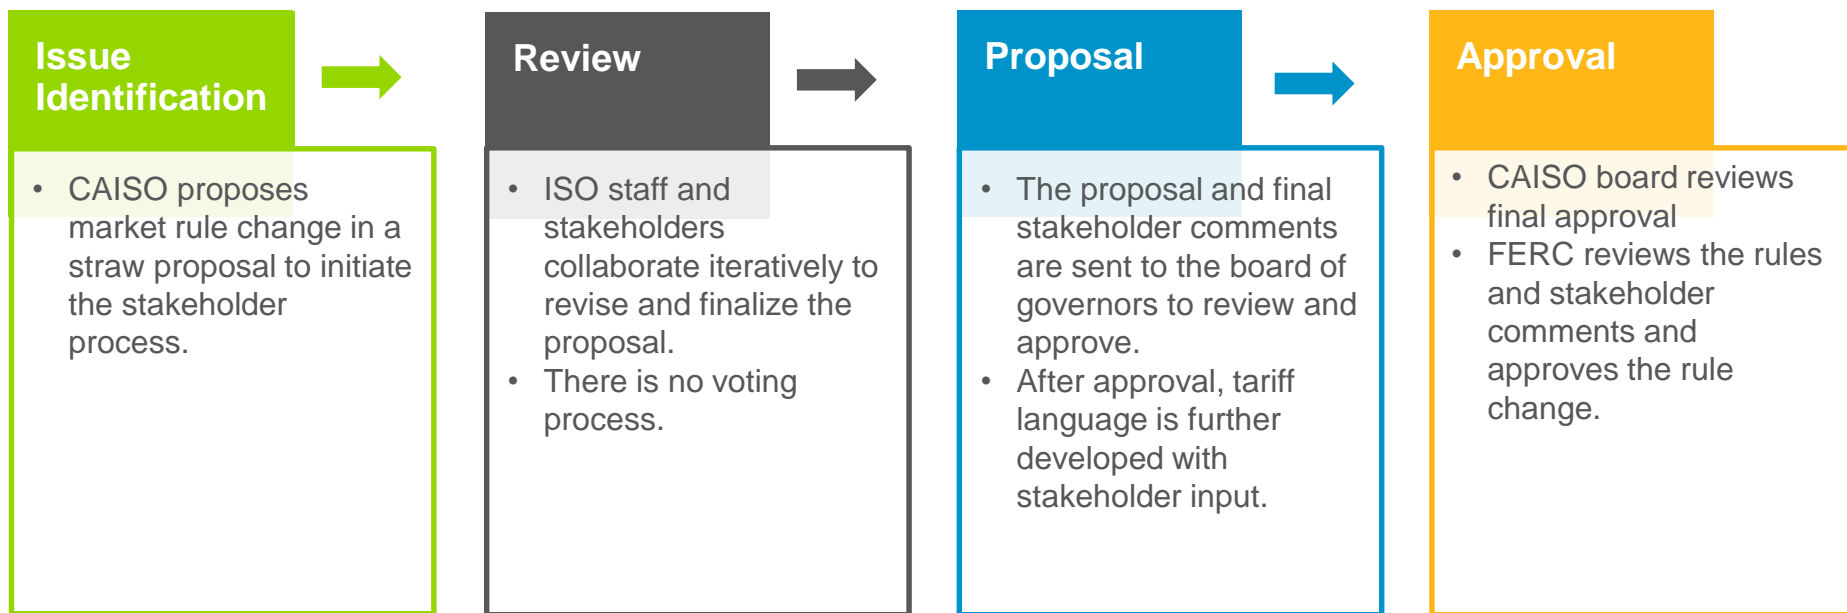 Issue
Identification
• CAISO proposes
market rule change in a
straw proposal to initiate
the stakeholder
process.
Review
• ISO staff and
stakeholders
collaborate iteratively to
revise and finalize the
proposal.
• There is no voting
process.
Proposal
• The proposal and final
stakeholder comments
are sent to the board of
governors to review and
approve.
• After approval, tariff
language is further
developed with
stakeholder input.
Approval
• CAISO board reviews
final approval
• FERC reviews the rules
and stakeholder
comments and
approves the rule
change.